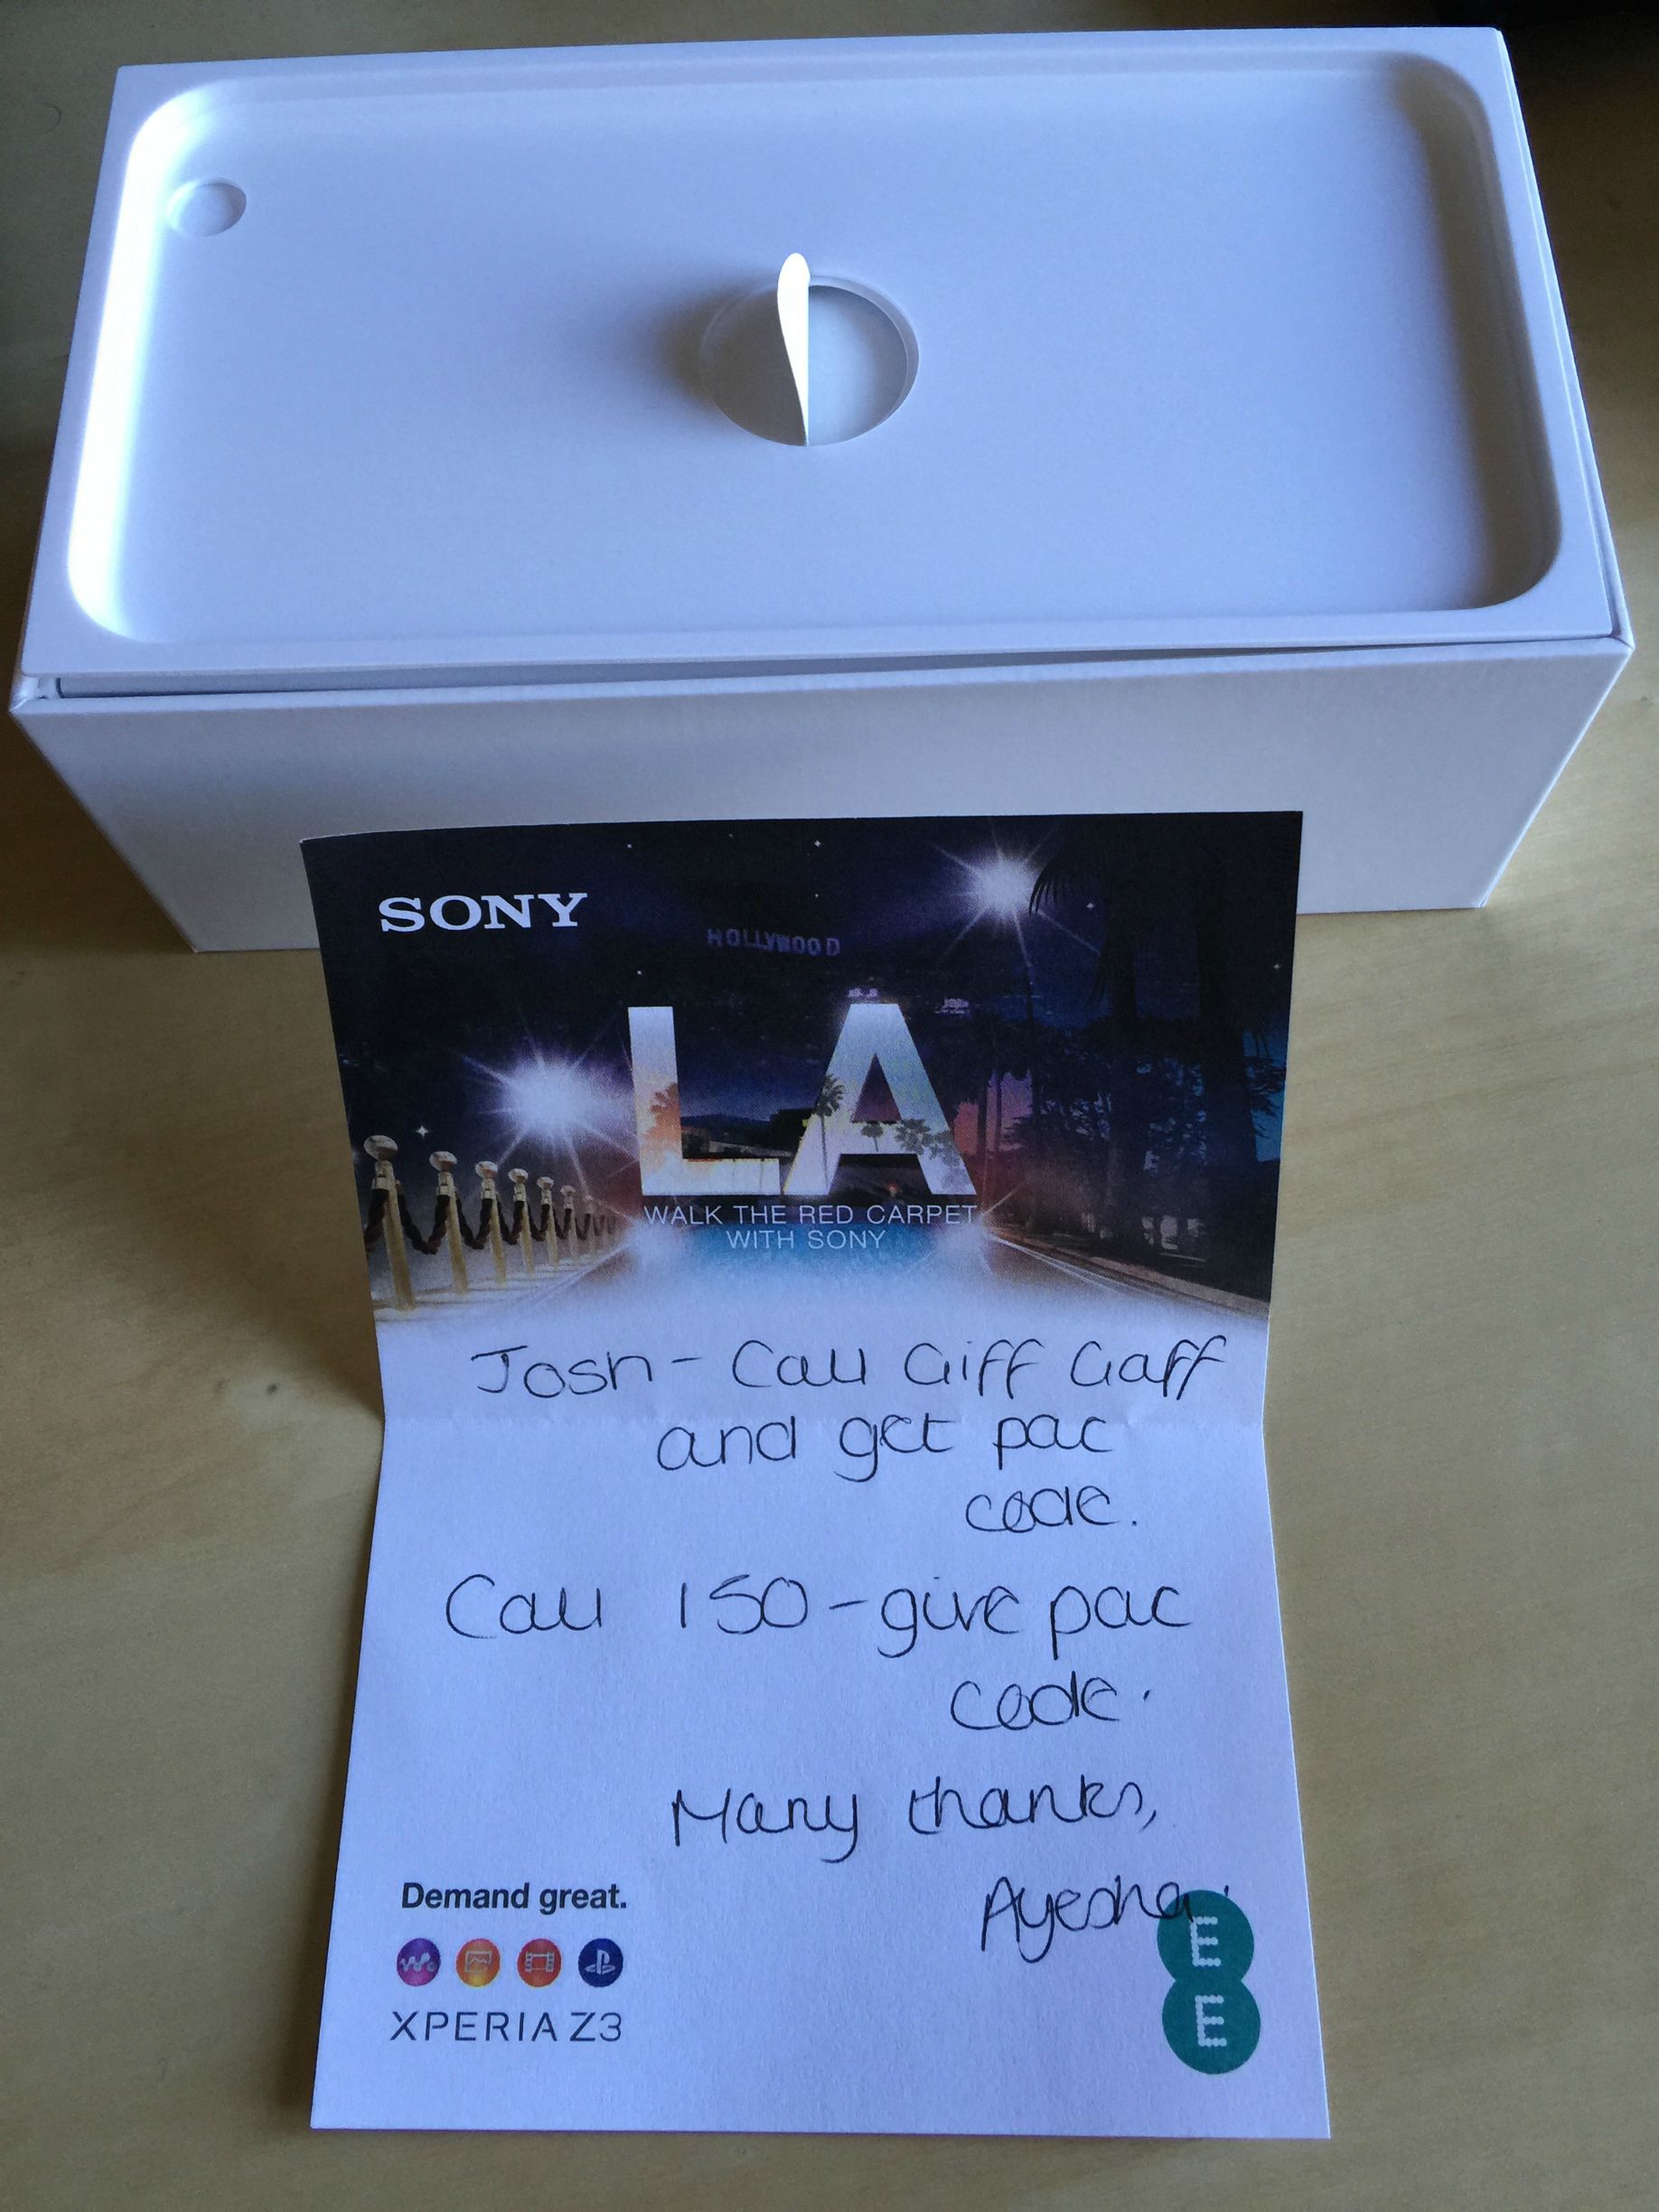 SONY
HOLLYWOOD
LA
WALK THE RED CARPET
WITH SONY
Josh - Call Giff Gaff
and get pac
code.
Call 150 - give pac
code.
Many thanks,
Ayesha.
Demand great.
XPERIA Z3
E
E